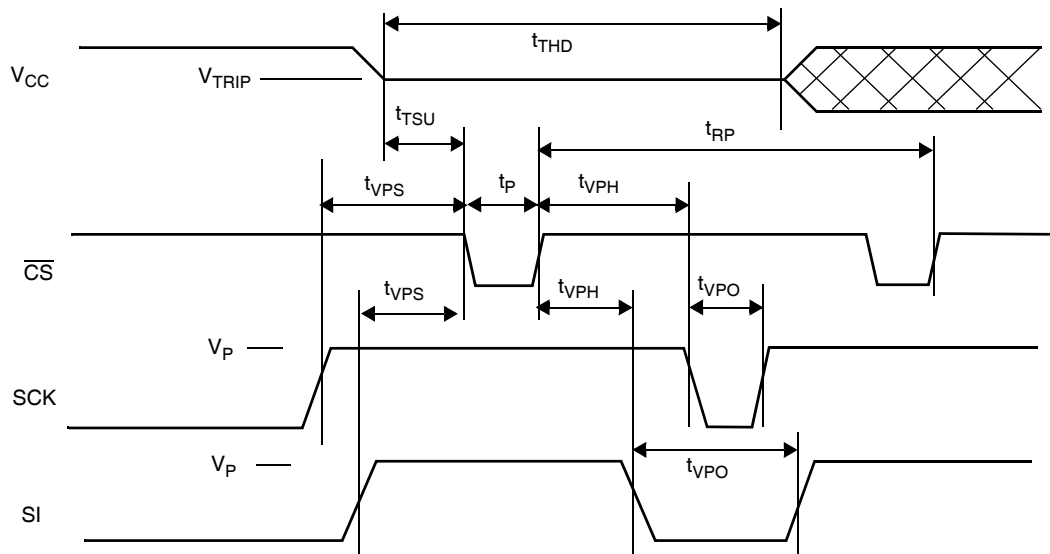 tTHD
VCC
VTRIP
tTSU
tRP
tVPS
tP
tVPH
CS
tVPS
tVPH
tVPO
VP
SCK
VP
tVPO
SI